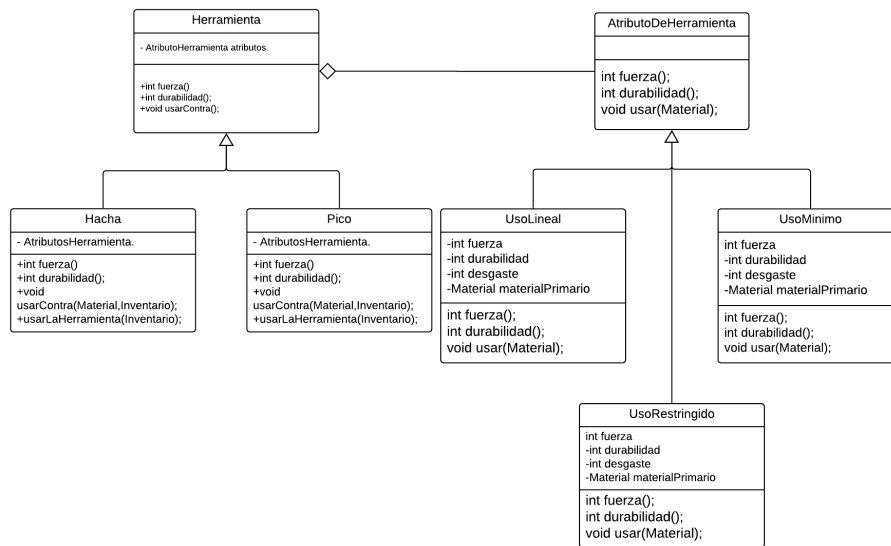 Herramienta
- AtributoHerramienta atributos.
+int fuerza()
+int durabilidad();
+void usarContra();
AtributoDeHerramienta
int fuerza();
int durabilidad();
void usar(Material);
Hacha
- AtributosHerramienta.
+int fuerza()
+int durabilidad();
+void
usarContra(Material,Inventario);
+usarLaHerramienta(Inventario);
Pico
- AtributosHerramienta.
+int fuerza()
+int durabilidad();
+void
usarContra(Material,Inventario);
+usarLaHerramienta(Inventario);
UsoLineal
-int fuerza
-int durabilidad
-int desgaste
-Material materialPrimario
int fuerza();
int durabilidad();
void usar(Material);
UsoMinimo
int fuerza
-int durabilidad
-int desgaste
-Material materialPrimario
int fuerza();
int durabilidad();
void usar(Material);
UsoRestringido
int fuerza
-int durabilidad
-int desgaste
-Material materialPrimario
int fuerza();
int durabilidad();
void usar(Material);